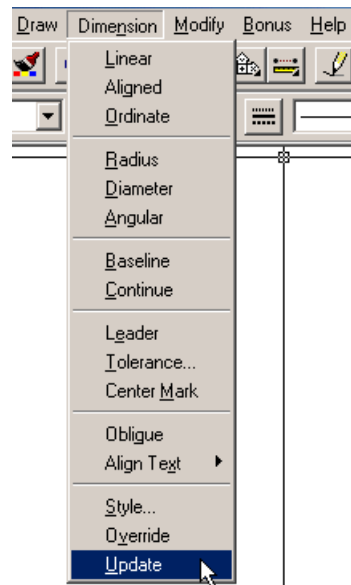 Draw Dimension Modify Bonus Help
Linear
Aligned
Ordinate
Radius
Diameter
Angular
Baseline
Continue
Leader
Tolerance...
Center Mark
Obligue
Align Text
Style...
Override
Update